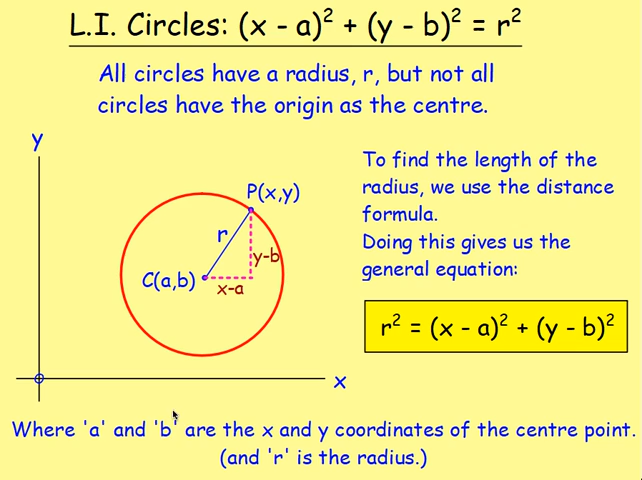 L.I. Circles: (x - a)² + (y - b)² = r²
All circles have a radius, r, but not all
circles have the origin as the centre.
y
P(x,y)
r
y-b
C(a,b)
x-a
x
To find the length of the
radius, we use the distance
formula.
Doing this gives us the
general equation:
r² = (x - a)² + (y - b)²
Where 'a' and 'b' are the x and y coordinates of the centre point.
(and 'r' is the radius.)